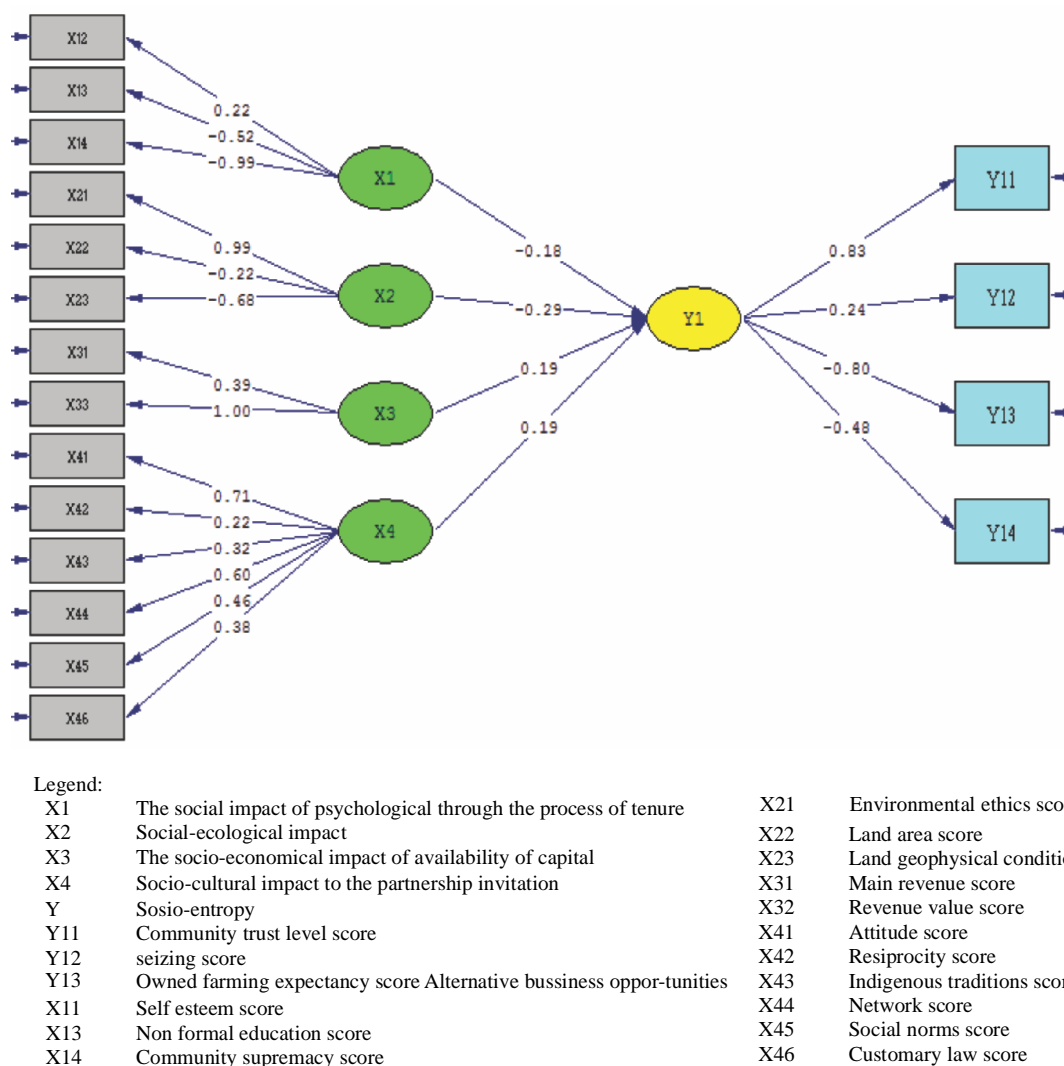 X12
X13
X14
X21
X22
X23
X31
X33
X41
X42
X43
X44
X45
X46
0.22
-0.52
-0.99
0.99
-0.22
-0.68
0.39
1.00
0.71
0.22
0.32
0.60
0.46
0.38
X1
X2
X3
X4
-0.18
-0.29
0.19
0.19
Y1
0.83
0.24
-0.80
-0.48
Y11
Y12
Y13
Y14
Legend:
X1 The social impact of psychological through the process of tenure
X2 Social-ecological impact
X3 The socio-economical impact of availability of capital
X4 Socio-cultural impact to the partnership invitation
Y Sosio-entropy
Y11 Community trust level score
Y12 seizing score
Y13 Owned farming expectancy score Alternative bussiness oppor-tunities
X11 Self esteem score
X13 Non formal education score
X14 Community supremacy score
X21 Environmental ethics sco
X22 Land area score
X23 Land geophysical conditi
X31 Main revenue score
X32 Revenue value score
X41 Attitude score
X42 Resiprocity score
X43 Indigenous traditions scor
X44 Network score
X45 Social norms score
X46 Customary law score